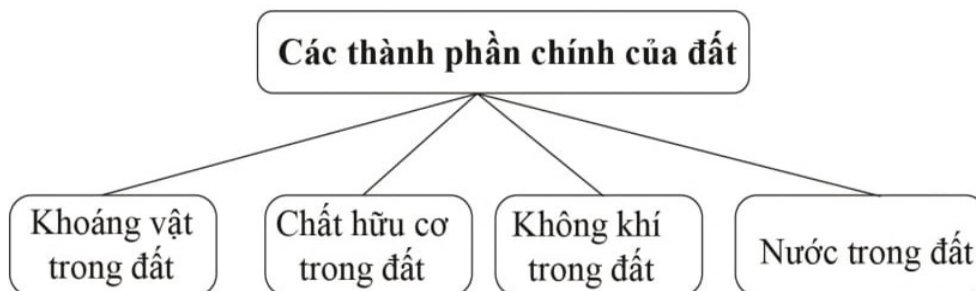 Các thành phần chính của đất
Khoáng vật
trong đất
Chất hữu cơ
trong đất
Không khí
trong đất
Nước trong đất